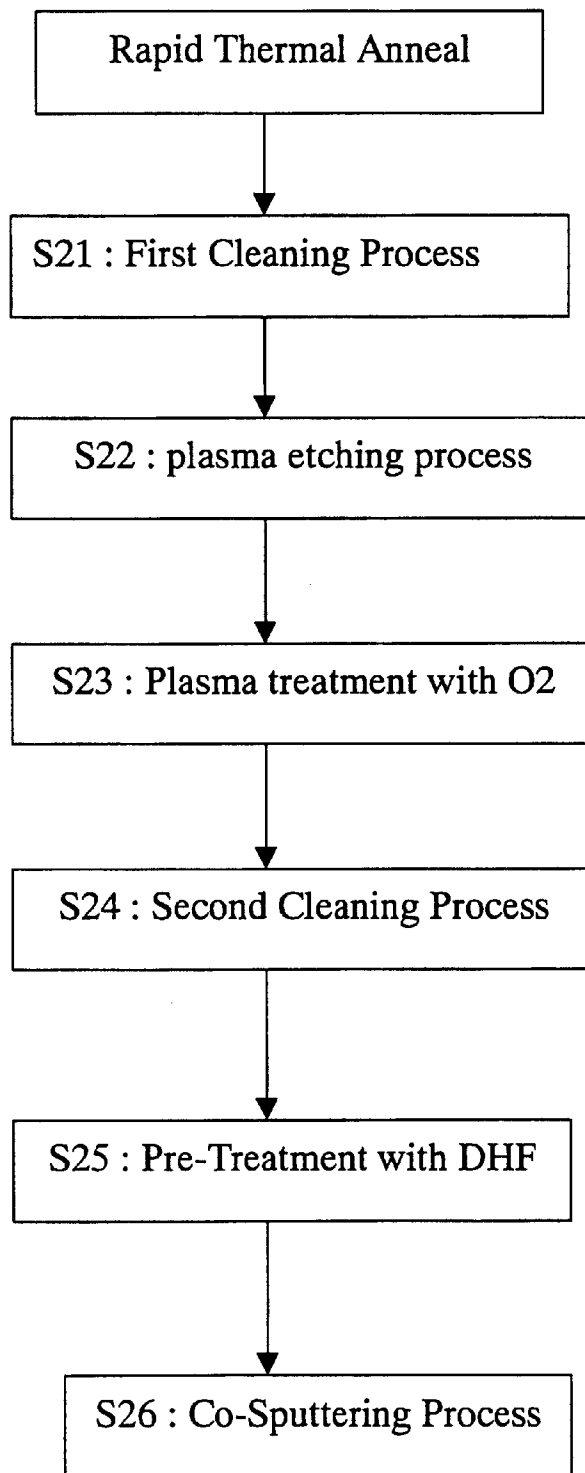 Rapid Thermal Anneal
S21 : First Cleaning Process
S22 : plasma etching process
S23 : Plasma treatment with O2
S24 : Second Cleaning Process
S25 : Pre-Treatment with DHF
S26 : Co-Sputtering Process